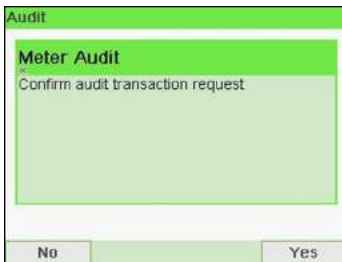 Audit
Meter Audit
Confirm audit transaction request
No
Yes